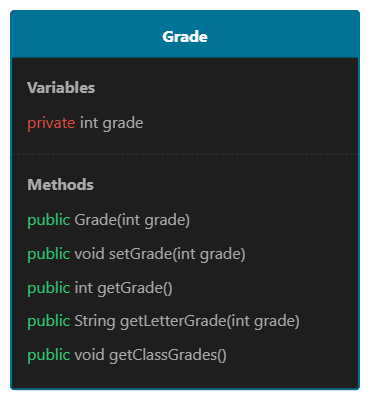 Grade
Variables
private int grade
Methods
public Grade(int grade)
public void setGrade(int grade)
public int getGrade()
public String getLetterGrade(int grade)
public void getClassGrades()